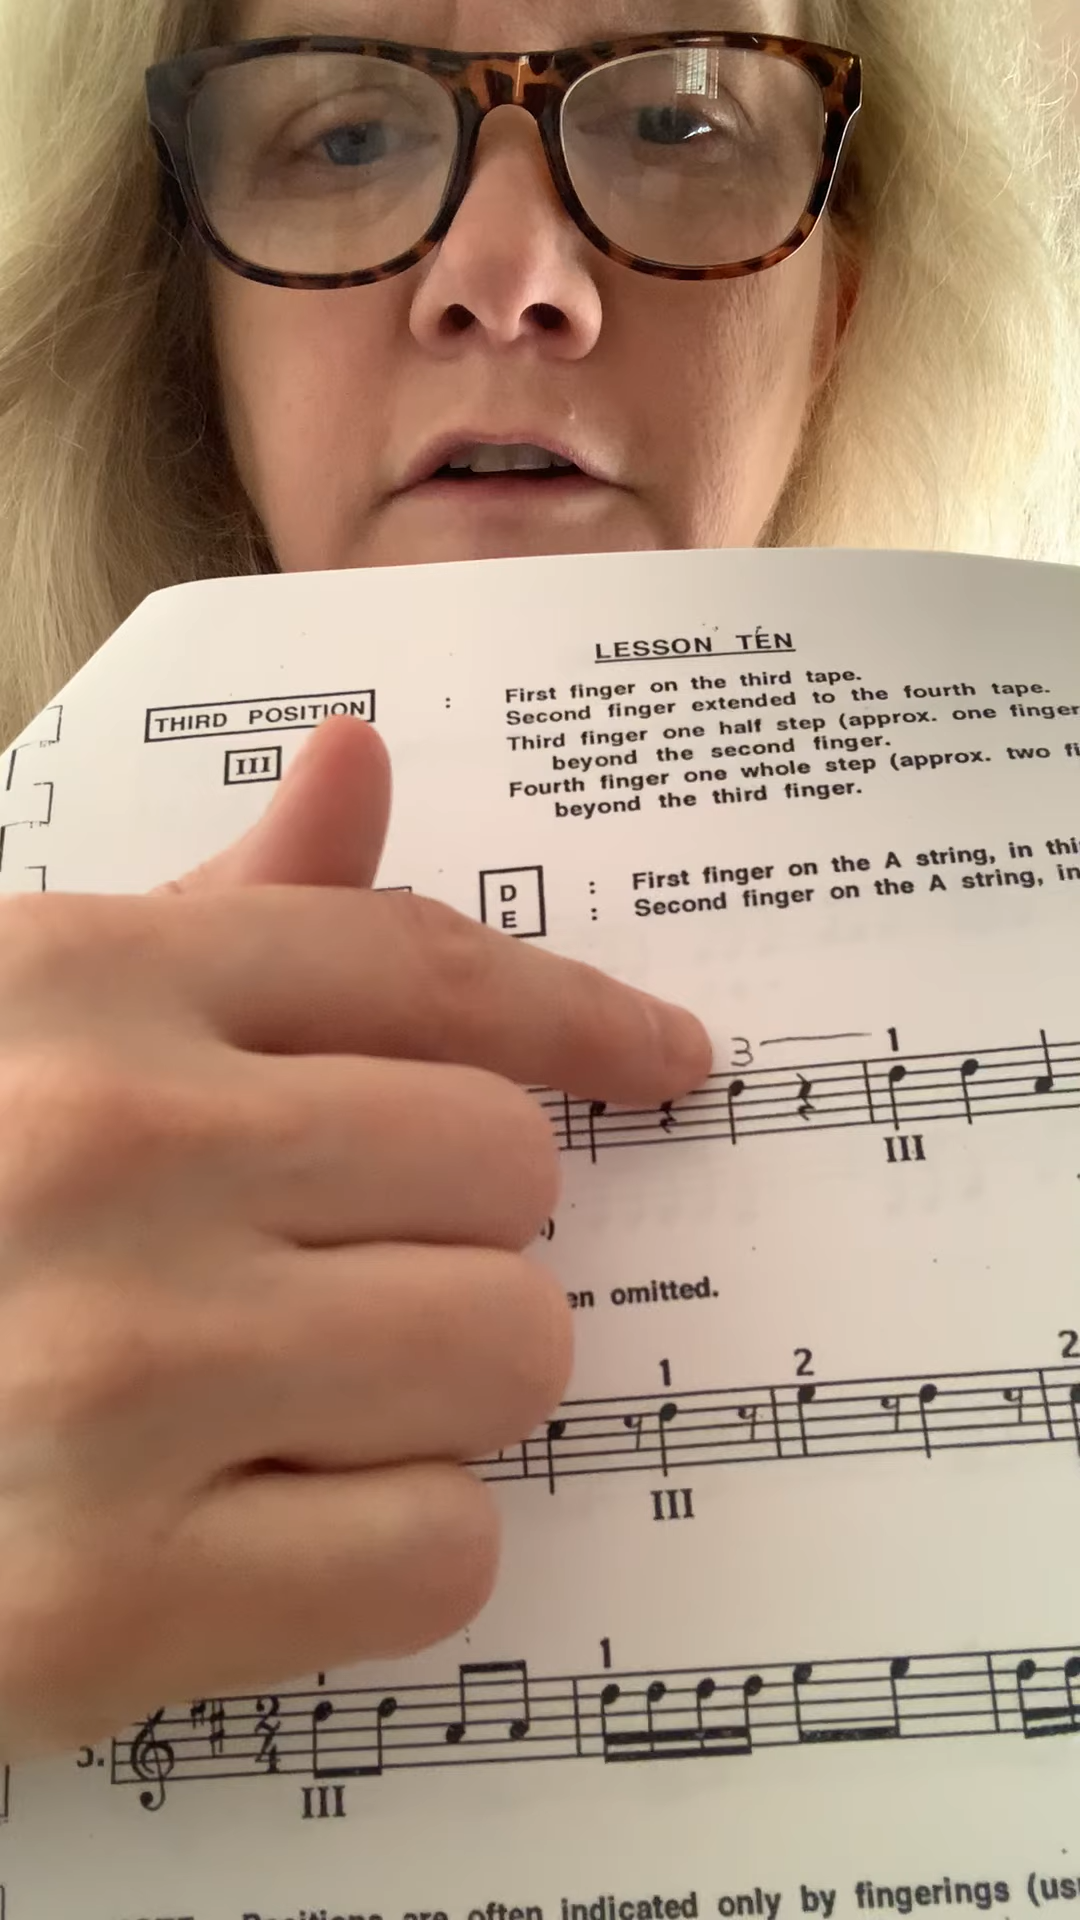 LESSON TEN
THIRD POSITION : First finger on the third tape.
III
Second finger extended to the fourth tape.
Third finger one half step (approx. one finger
beyond the second finger.
Fourth finger one whole step (approx. two
beyond the third finger.
D : First finger on the A string, in
E : Second finger on the A string, in
3 1
III
omitted.
1 2 2
III
1
2
4
III
are often indicated only by fingerings